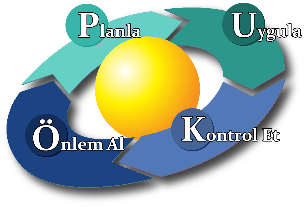 Planla
Uygula
Kontrol Et
Önlem Al